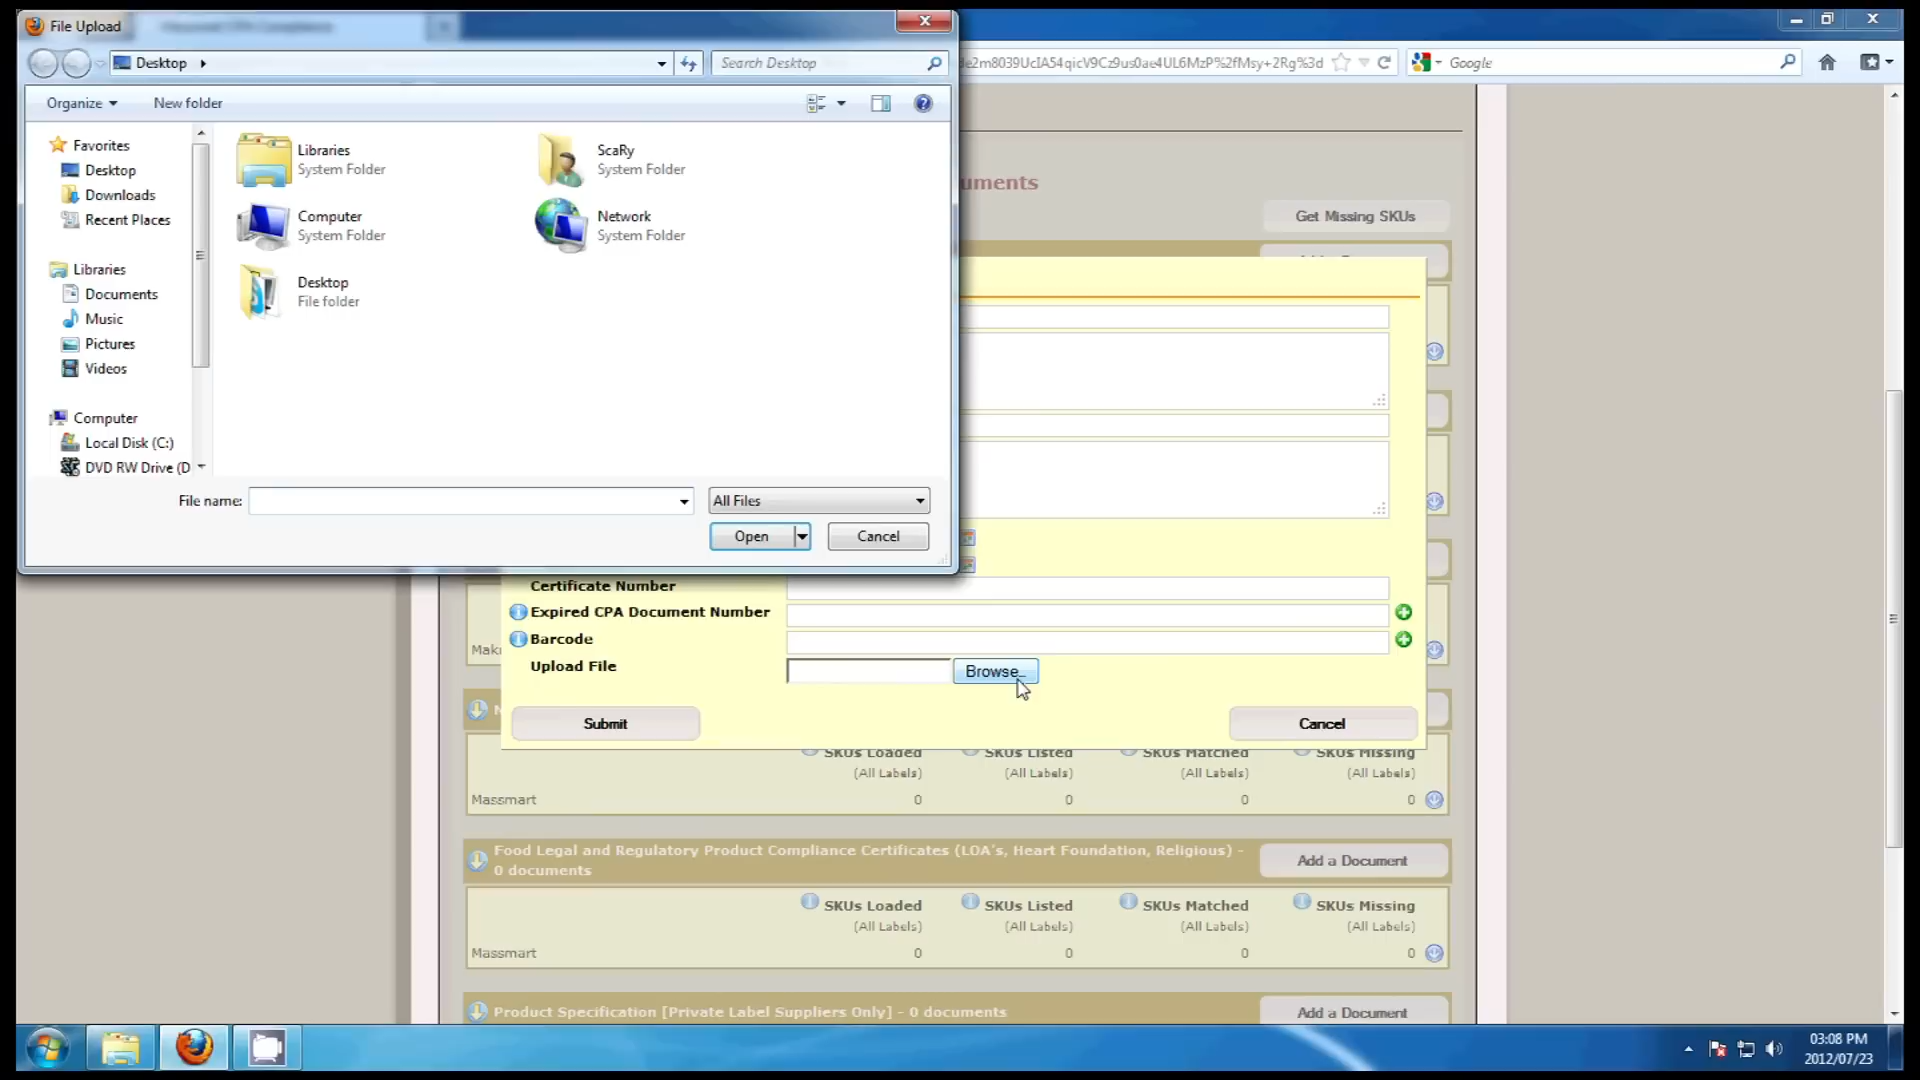 File Upload
Desktop
Search Desktop
de2m8039UcIA54qicV9Cz9us0ae4UL6MzP%2fMsy+2Rg%3d
Google
Organize
New folder
Favorites
Desktop
Downloads
Recent Places
Libraries
Documents
Music
Pictures
Videos
Computer
Local Disk (C:)
DVD RW Drive (D
Libraries
System Folder
ScaRy
System Folder
Computer
System Folder
Network
System Folder
Desktop
File folder
File name:
All Files
Open
Cancel
uments
Get Missing SKUs
Certificate Number
Expired CPA Document Number
Barcode
Upload File
Browse...
Submit
Cancel
SKUs Loaded
SKUs Listed
SKUs Matched
SKUs Missing
(All Labels)
(All Labels)
(All Labels)
(All Labels)
Massmart
0
0
0
0
Food Legal and Regulatory Product Compliance Certificates (LOA's, Heart Foundation, Religious) -
0 documents
Add a Document
SKUs Loaded
SKUs Listed
SKUs Matched
SKUs Missing
(All Labels)
(All Labels)
(All Labels)
(All Labels)
Massmart
0
0
0
0
Product Specification [Private Label Suppliers Only] - 0 documents
Add a Document
03:08 PM
2012/07/23